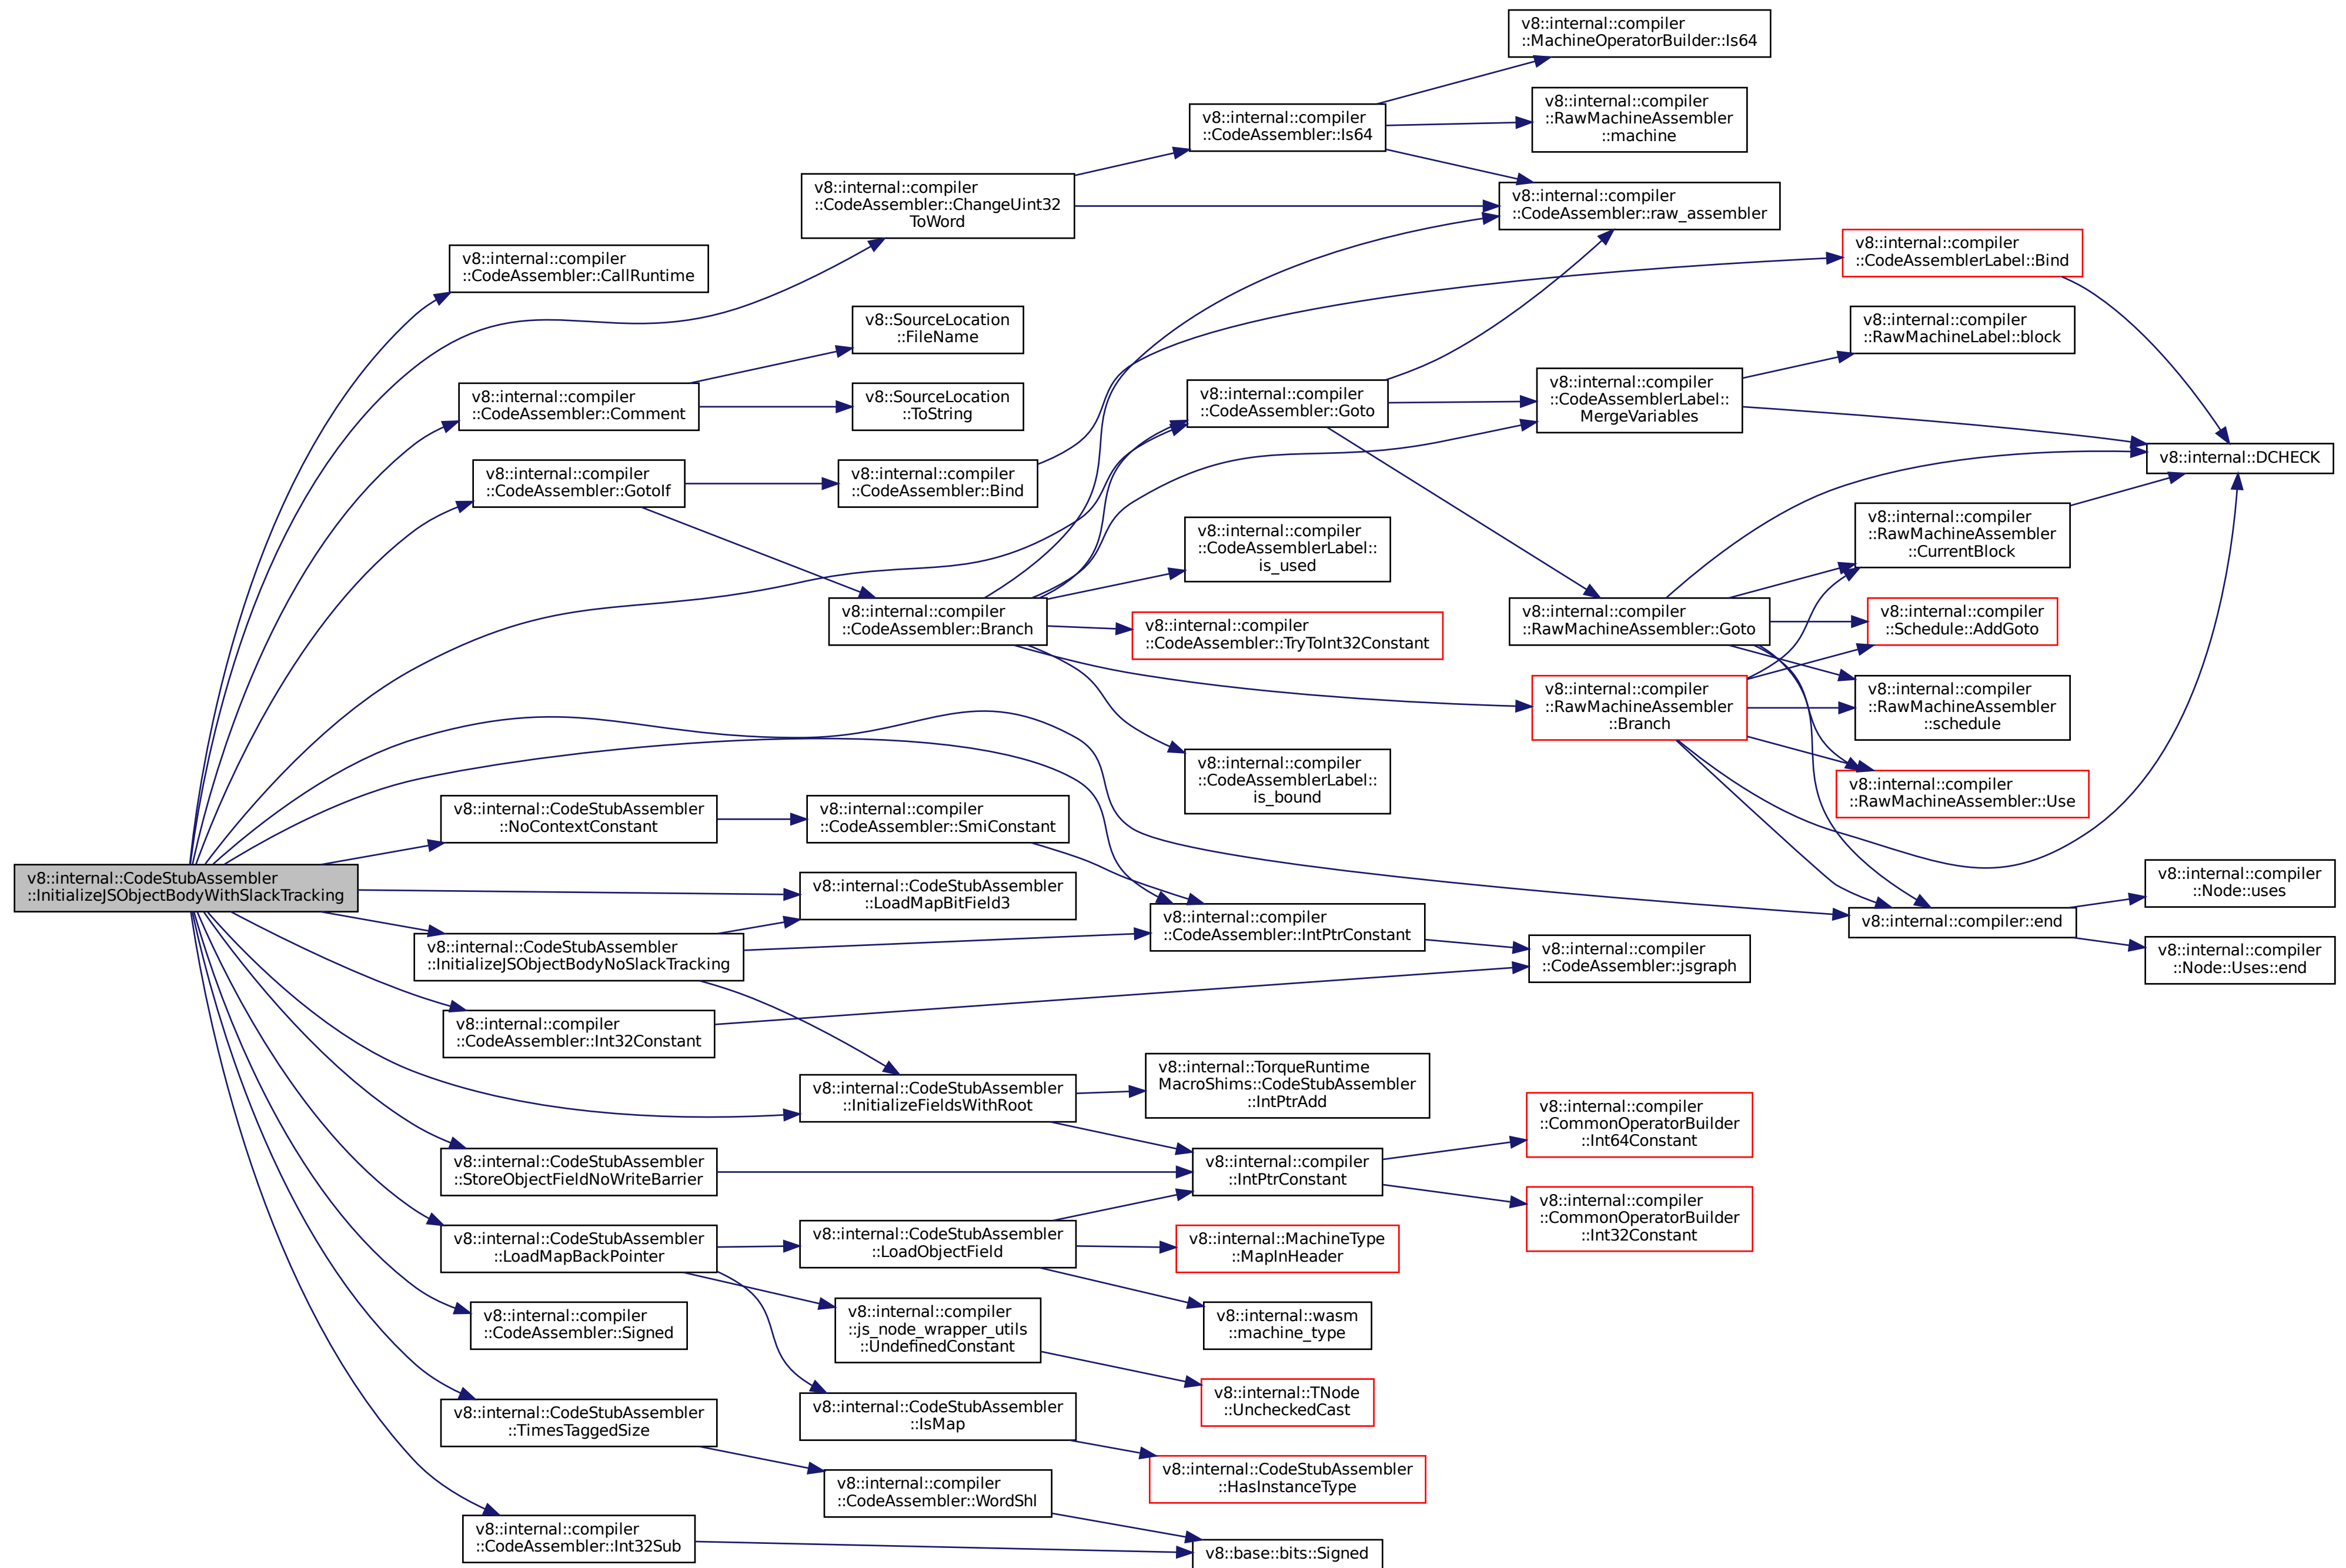 v8::internal::compiler
::MachineOperatorBuilder::Is64
v8::internal::compiler
::RawMachineAssembler
::machine
v8::internal::compiler
::CodeAssembler::Is64
v8::internal::compiler
::CodeAssembler::ChangeUint32
ToWord
v8::internal::compiler
::CodeAssembler::raw_assembler
v8::internal::compiler
::CodeAssemblerLabel::Bind
v8::internal::compiler
::CodeAssembler::CallRuntime
v8::SourceLocation
::FileName
v8::internal::compiler
::RawMachineLabel::block
v8::internal::compiler
::CodeAssembler::Comment
v8::SourceLocation
::ToString
v8::internal::compiler
::CodeAssembler::Goto
v8::internal::compiler
::CodeAssemblerLabel::
MergeVariables
v8::internal::DCHECK
v8::internal::compiler
::CodeAssembler::GotoIf
v8::internal::compiler
::CodeAssembler::Bind
v8::internal::compiler
::CodeAssemblerLabel::
is_used
v8::internal::compiler
::RawMachineAssembler
::CurrentBlock
v8::internal::compiler
::CodeAssembler::Branch
v8::internal::compiler
::CodeAssembler::TryToInt32Constant
v8::internal::compiler
::RawMachineAssembler::Goto
v8::internal::compiler
::Schedule::AddGoto
v8::internal::compiler
::RawMachineAssembler
::Branch
v8::internal::compiler
::RawMachineAssembler
::schedule
v8::internal::compiler
::CodeAssemblerLabel::
is_bound
v8::internal::compiler
::RawMachineAssembler::Use
v8::internal::CodeStubAssembler
::NoContextConstant
v8::internal::compiler
::CodeAssembler::SmiConstant
v8::internal::CodeStubAssembler
::InitializeJSObjectBodyWithSlackTracking
v8::internal::CodeStubAssembler
::LoadMapBitField3
v8::internal::compiler
::Node::uses
v8::internal::compiler::end
v8::internal::compiler
::CodeAssembler::IntPtrConstant
v8::internal::CodeStubAssembler
::InitializeJSObjectBodyNoSlackTracking
v8::internal::compiler
::CodeAssembler::jsgraph
v8::internal::compiler
::Node::Uses::end
v8::internal::compiler
::CodeAssembler::Int32Constant
v8::internal::CodeStubAssembler
::InitializeFieldsWithRoot
v8::internal::TorqueRuntime
MacroShims::CodeStubAssembler
::IntPtrAdd
v8::internal::compiler
::CommonOperatorBuilder
::Int64Constant
v8::internal::CodeStubAssembler
::StoreObjectFieldNoWriteBarrier
v8::internal::compiler
::IntPtrConstant
v8::internal::compiler
::CommonOperatorBuilder
::Int32Constant
v8::internal::CodeStubAssembler
::LoadMapBackPointer
v8::internal::CodeStubAssembler
::LoadObjectField
v8::internal::MachineType
::MapInHeader
v8::internal::compiler
::CodeAssembler::Signed
v8::internal::compiler
::js_node_wrapper_utils
::UndefinedConstant
v8::internal::wasm
::machine_type
v8::internal::TNode
::UncheckedCast
v8::internal::CodeStubAssembler
::TimesTaggedSize
v8::internal::CodeStubAssembler
::IsMap
v8::internal::CodeStubAssembler
::HasInstanceType
v8::internal::compiler
::CodeAssembler::WordShl
v8::internal::compiler
::CodeAssembler::Int32Sub
v8::base::bits::Signed